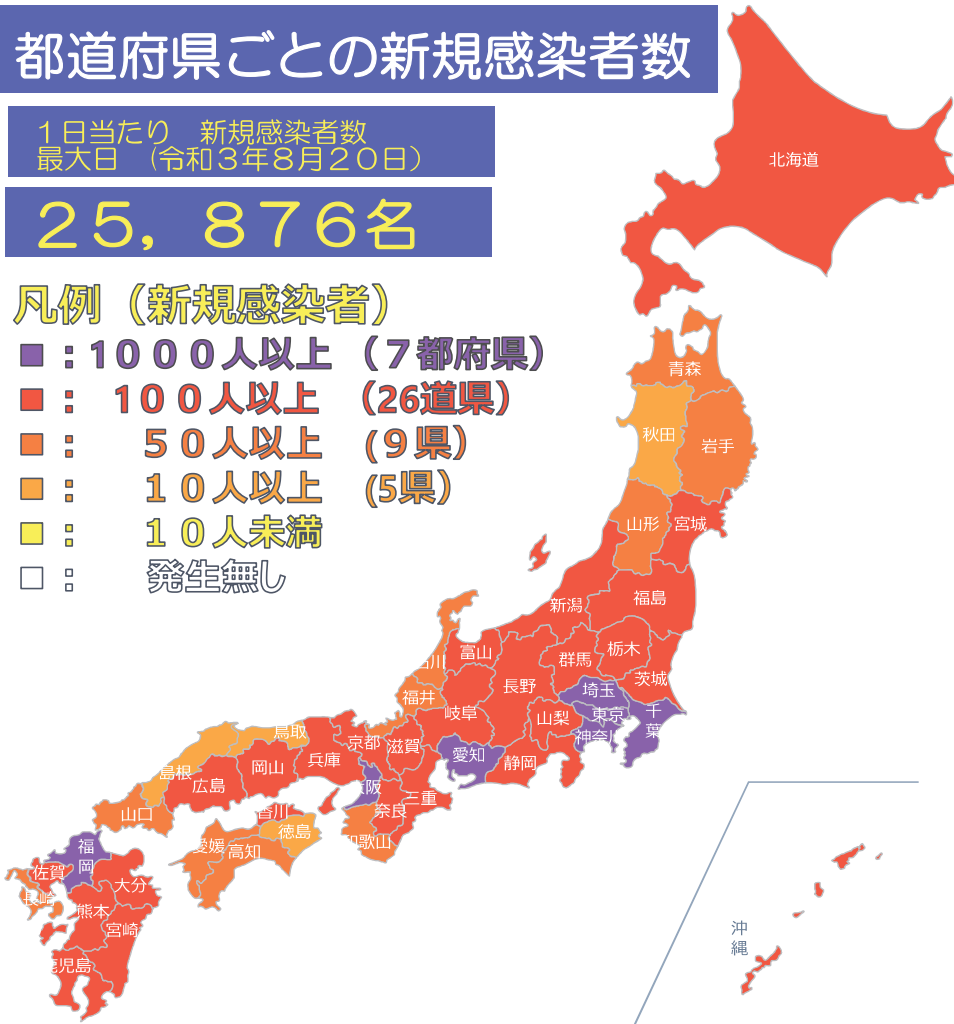 都道府県ごとの新規感染者数
１日当たり　新規感染者数
最大日　(令和３年８月２０日）
２５，８７６名
凡例（新規感染者）
■：１０００人以上　（７都府県）
■：　１００人以上　（26道県）
■：　　５０人以上　(９県）
■：　　１０人以上　(5県）
■：　　１０人未満
□：　　発生無し
北海道
青森
秋田
岩手
山形
宮城
新潟
福島
富山
石川
群馬
栃木
福井
長野
茨城
埼玉
岐阜
山梨
東京
千葉
鳥取
京都
滋賀
愛知
神奈川
静岡
島根
岡山
兵庫
広島
大阪
三重
山口
香川
奈良
徳島
愛媛
高知
和歌山
福岡
佐賀
大分
長崎
熊本
宮崎
鹿児島
沖縄